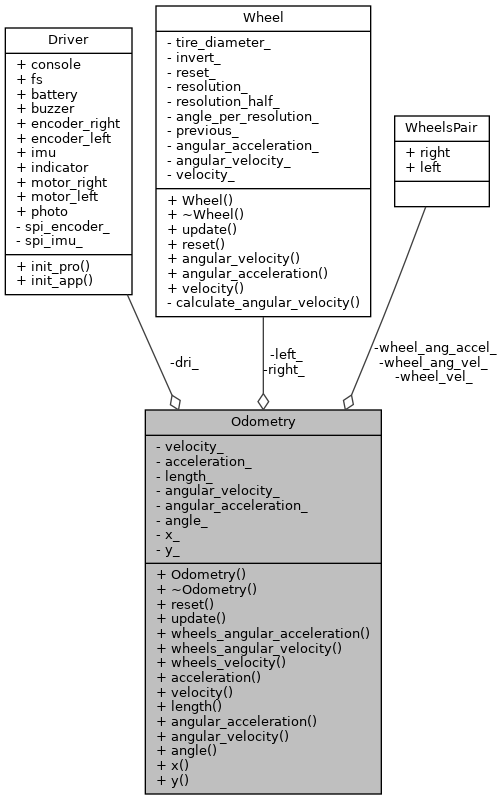 Driver
+ console
+ fs
+ battery
+ buzzer
+ encoder_right
+ encoder_left
+ imu
+ indicator
+ motor_right
+ motor_left
+ photo
- spi_encoder_
- spi_imu_
+ init_pro()
+ init_app()
Wheel
- tire_diameter_
- invert_
- reset_
- resolution_
- resolution_half_
- angle_per_resolution_
- previous_
- angular_acceleration_
- angular_velocity_
- velocity_
+ Wheel()
+ ~Wheel()
+ update()
+ reset()
+ angular_velocity()
+ angular_acceleration()
+ velocity()
- calculate_angular_velocity()
WheelsPair
+ right
+ left
-dri_
-left_
-right_
-wheel_ang_accel_
-wheel_ang_vel_
-wheel_vel_
Odometry
- velocity_
- acceleration_
- length_
- angular_velocity_
- angular_acceleration_
- angle_
- x_
- y_
+ Odometry()
+ ~Odometry()
+ reset()
+ update()
+ wheels_angular_acceleration()
+ wheels_angular_velocity()
+ wheels_velocity()
+ acceleration()
+ velocity()
+ length()
+ angular_acceleration()
+ angular_velocity()
+ angle()
+ x()
+ y()